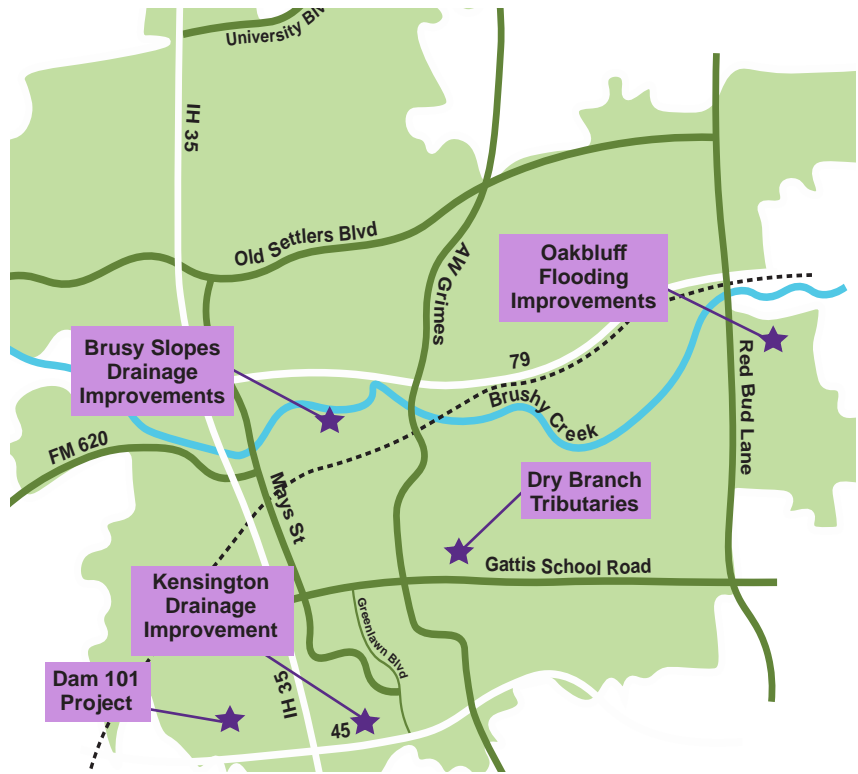 University Blv
IH 35
Old Settlers Blvd
AW Grimes
Oakbluff
Flooding
Improvements
Brusy Slopes
Drainage
Improvements
79
Brushy Creek
Red Bud Lane
FM 620
Mays St
Dry Branch
Tributaries
Gattis School Road
Kensington
Drainage
Improvement
Greenlawn Blvd
Dam 101
Project
IH 35
45